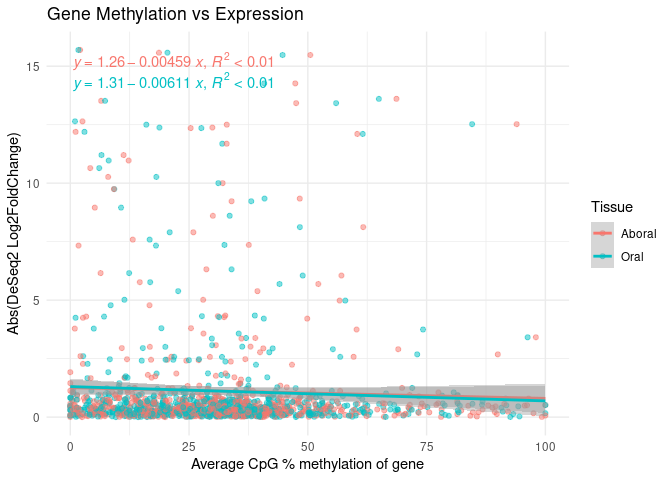 Gene Methylation vs Expression
y = 1.26 – 0.00459 x, R² < 0.01
y = 1.31 – 0.00611 x, R² < 0.01
Abs(DeSeq2 Log2FoldChange)
15
10
5
0
0 25 50 75 100
Average CpG % methylation of gene
Tissue
Aboral
Oral